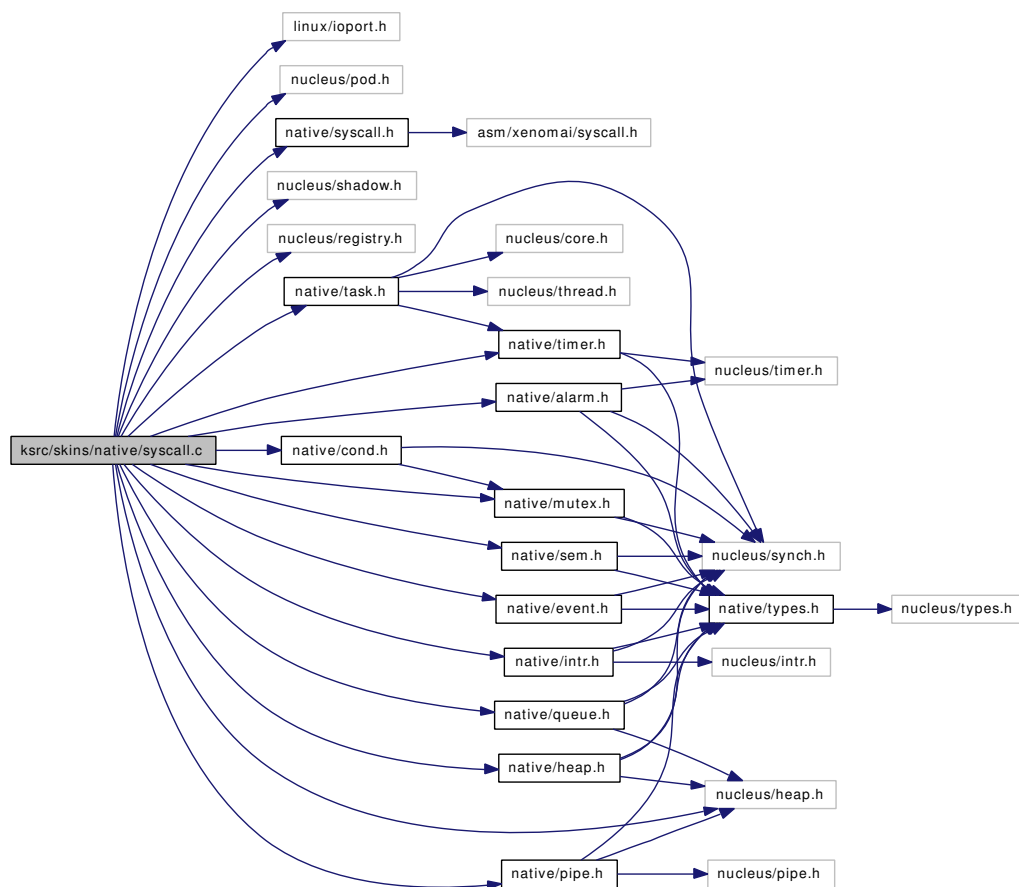 linux/ioport.h
nucleus/pod.h
native/syscall.h
asm/xenomai/syscall.h
nucleus/shadow.h
nucleus/registry.h
nucleus/core.h
native/task.h
nucleus/thread.h
native/timer.h
nucleus/timer.h
native/alarm.h
ksrc/skins/native/syscall.c
native/cond.h
native/mutex.h
native/sem.h
nucleus/synch.h
native/event.h
native/types.h
nucleus/types.h
native/intr.h
nucleus/intr.h
native/queue.h
native/heap.h
nucleus/heap.h
native/pipe.h
nucleus/pipe.h